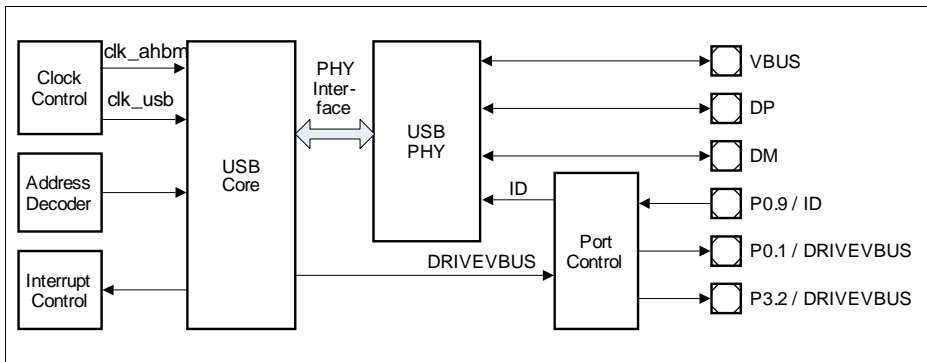 clk_ahbm
Clock
Control
clk_usb
Address
Decoder
Interrupt
Control
USB
Core
PHY
Inter-
face
USB
PHY
ID
DRIVEVBUS
Port
Control
VBUS
DP
DM
P0.9 / ID
P0.1 / DRIVEVBUS
P3.2 / DRIVEVBUS